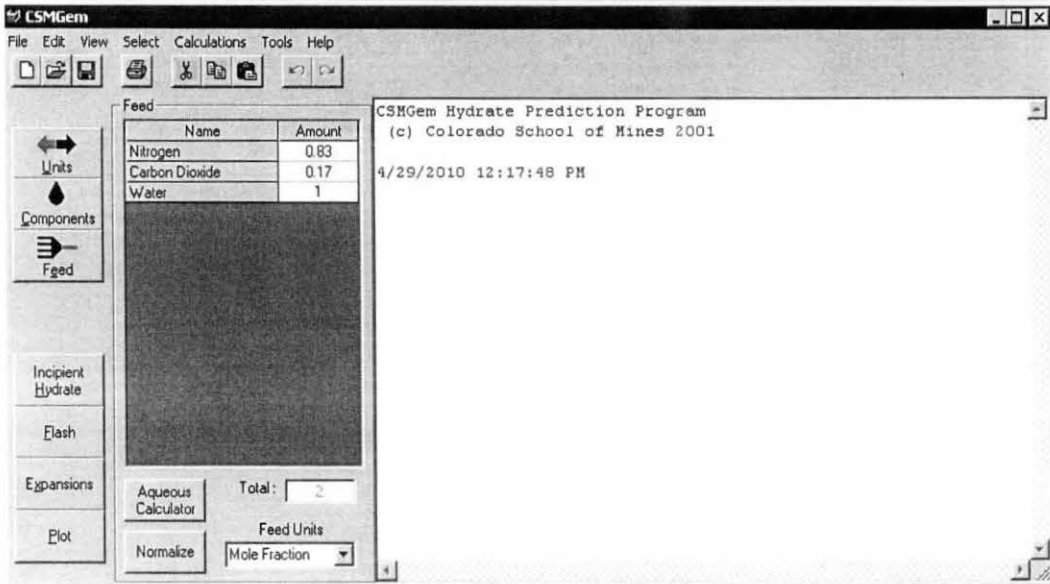 CSMGem
File Edit View Select Calculations Tools Help
Units
Components
Feed
Incipient Hydrate
Flash
Expansions
Plot
Feed
Name Amount
Nitrogen 0.83
Carbon Dioxide 0.17
Water 1
Aqueous Calculator
Total: 2
Normalize
Feed Units
Mole Fraction
CSMGem Hydrate Prediction Program
(c) Colorado School of Mines 2001
4/29/2010 12:17:48 PM